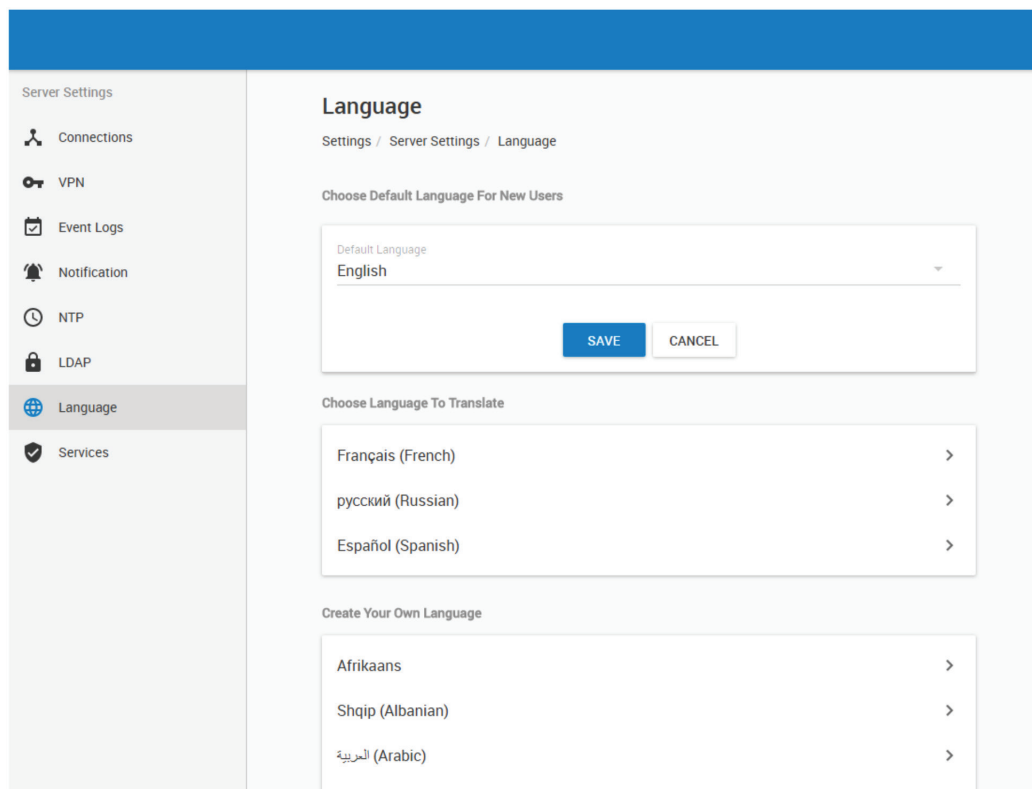 Server Settings
Connections
VPN
Event Logs
Notification
NTP
LDAP
Language
Services
Language
Settings / Server Settings / Language
Choose Default Language For New Users
Default Language
English
SAVE CANCEL
Choose Language To Translate
Français (French)
русский (Russian)
Español (Spanish)
Create Your Own Language
Afrikaans
Shqip (Albanian)
العربية (Arabic)